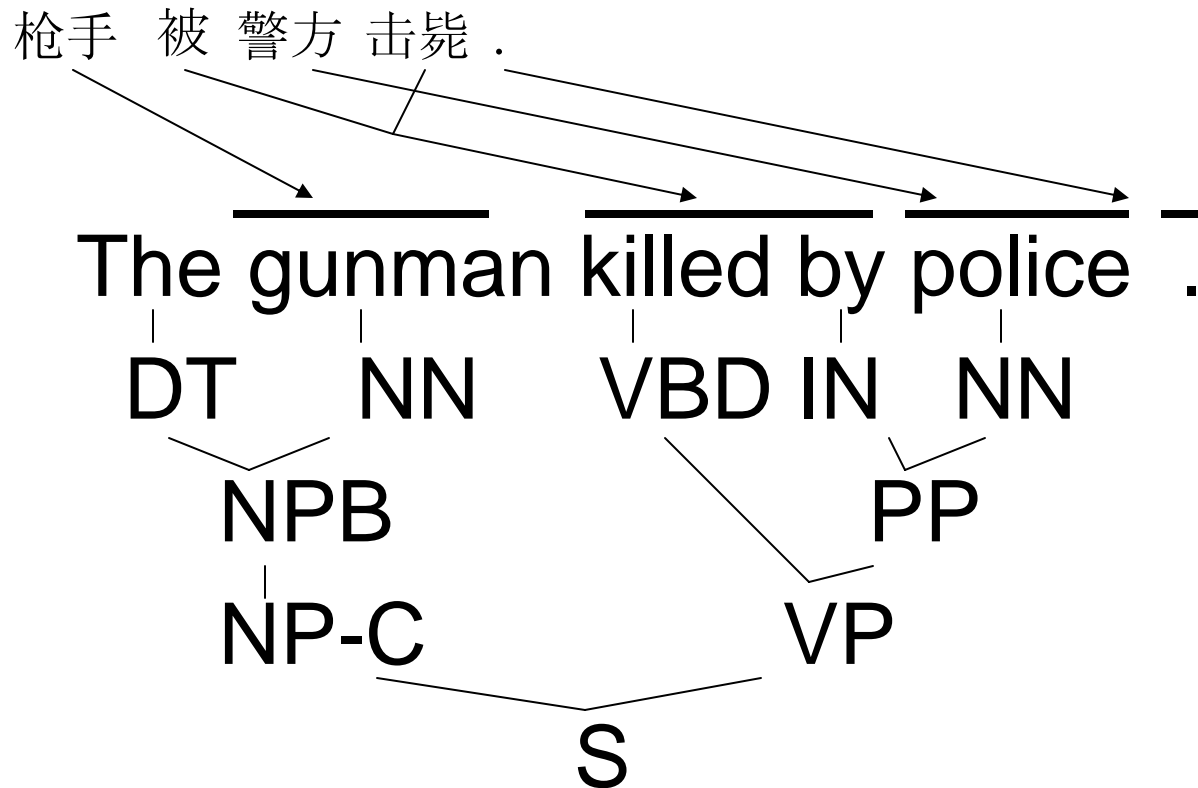 枪手 被 警方 击毙 .
The gunman killed by police .
DT NN VBD IN NN
NPB PP
NP-C VP
S